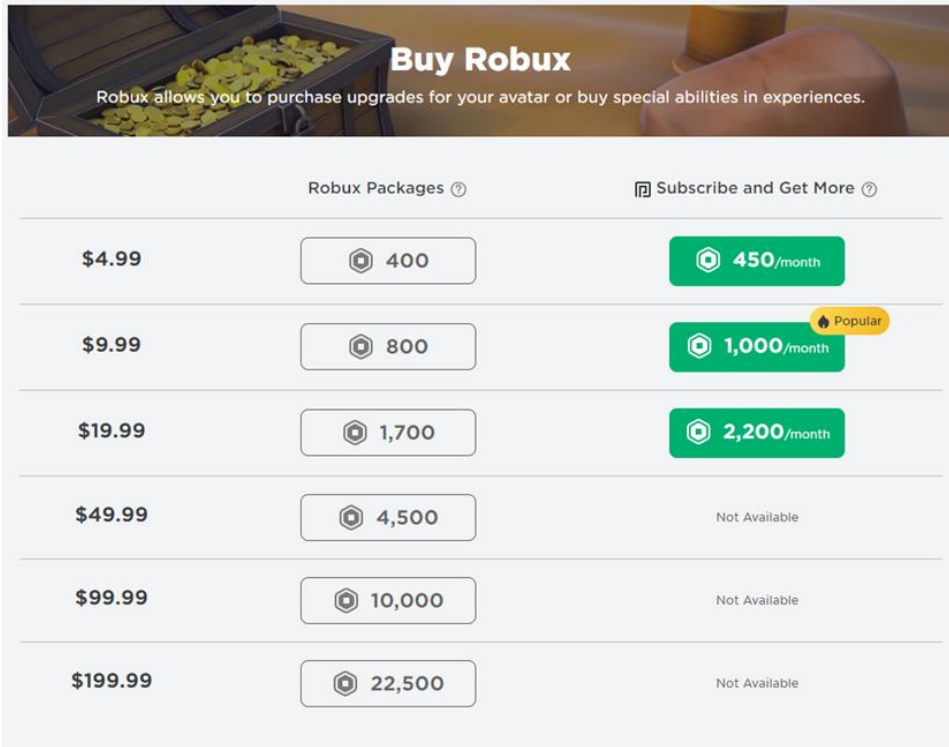 Buy Robux
Robux allows you to purchase upgrades for your avatar or buy special abilities in experiences.
Robux Packages ? Subscribe and Get More ?
$4.99 400 450/month
Popular
$9.99 800 1,000/month
$19.99 1,700 2,200/month
$49.99 4,500 Not Available
$99.99 10,000 Not Available
$199.99 22,500 Not Available